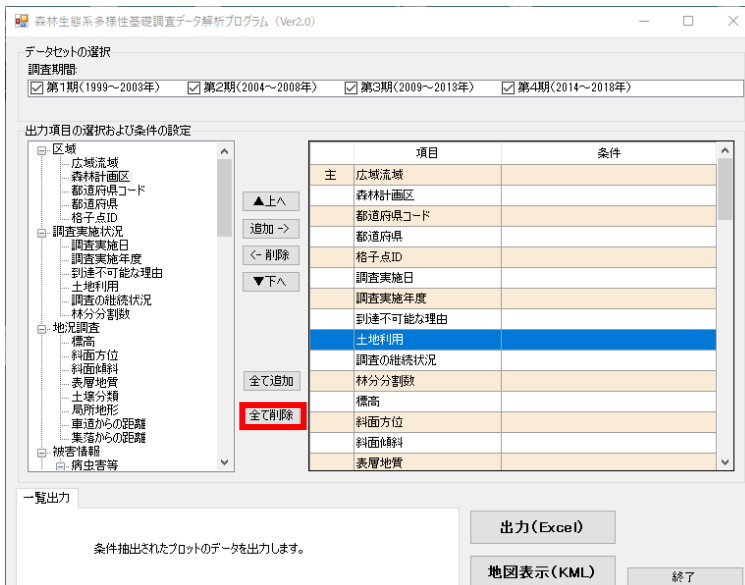 森林生態系多様性基礎調査データ解析プログラム (Ver2.0)
データセットの選択
調査期間:
第1期(1999～2003年)
第2期(2004～2008年)
第3期(2009～2013年)
第4期(2014～2018年)
出力項目の選択および条件の設定
区域
広域流域
森林計画区
都道府県コード
都道府県
格子点ID
調査実施状況
調査実施日
調査実施年度
到達不可能な理由
土地利用
調査の継続状況
林分分割数
地況調査
標高
斜面方位
斜面傾斜
表層地質
土壌分類
局所地形
車道からの距離
集落からの距離
被害情報
病虫害等
▲上へ
追加->
<-削除
▼下へ
全て追加
全て削除
項目
条件
主
広域流域
森林計画区
都道府県コード
都道府県
格子点ID
調査実施日
調査実施年度
到達不可能な理由
土地利用
調査の継続状況
林分分割数
標高
斜面方位
斜面傾斜
表層地質
一覧出力
条件抽出されたプロットのデータを出力します。
出力(Excel)
地図表示(KML)
終了